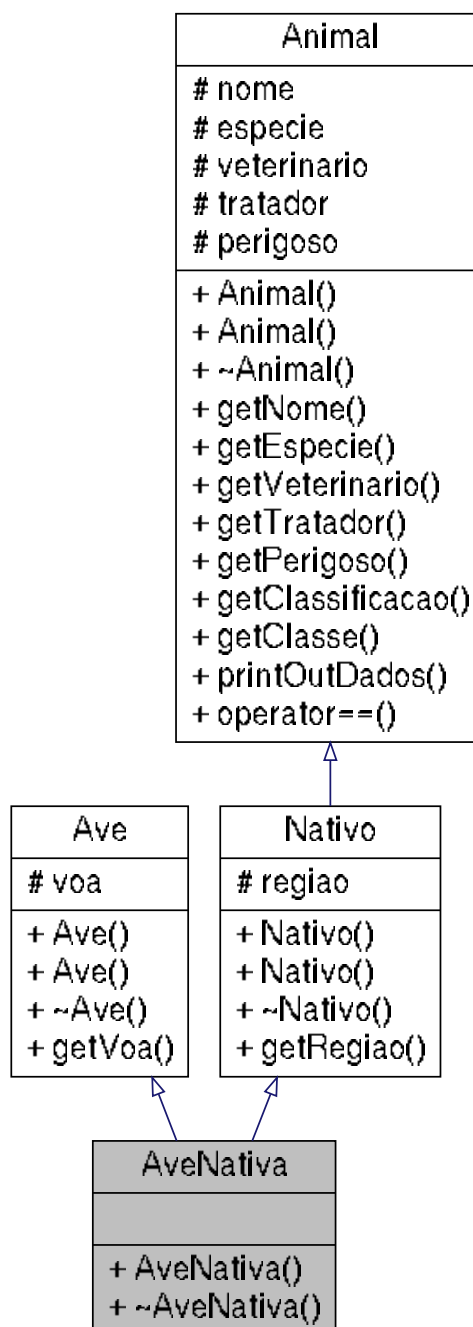 Animal
# nome
# especie
# veterinario
# tratador
# perigoso
+ Animal()
+ Animal()
+ ~Animal()
+ getNome()
+ getEspecie()
+ getVeterinario()
+ getTratador()
+ getPerigoso()
+ getClassificacao()
+ getClasse()
+ printOutDados()
+ operator==()
Ave
# voa
+ Ave()
+ Ave()
+ ~Ave()
+ getVoa()
Nativo
# regiao
+ Nativo()
+ Nativo()
+ ~Nativo()
+ getRegiao()
AveNativa
+ AveNativa()
+ ~AveNativa()